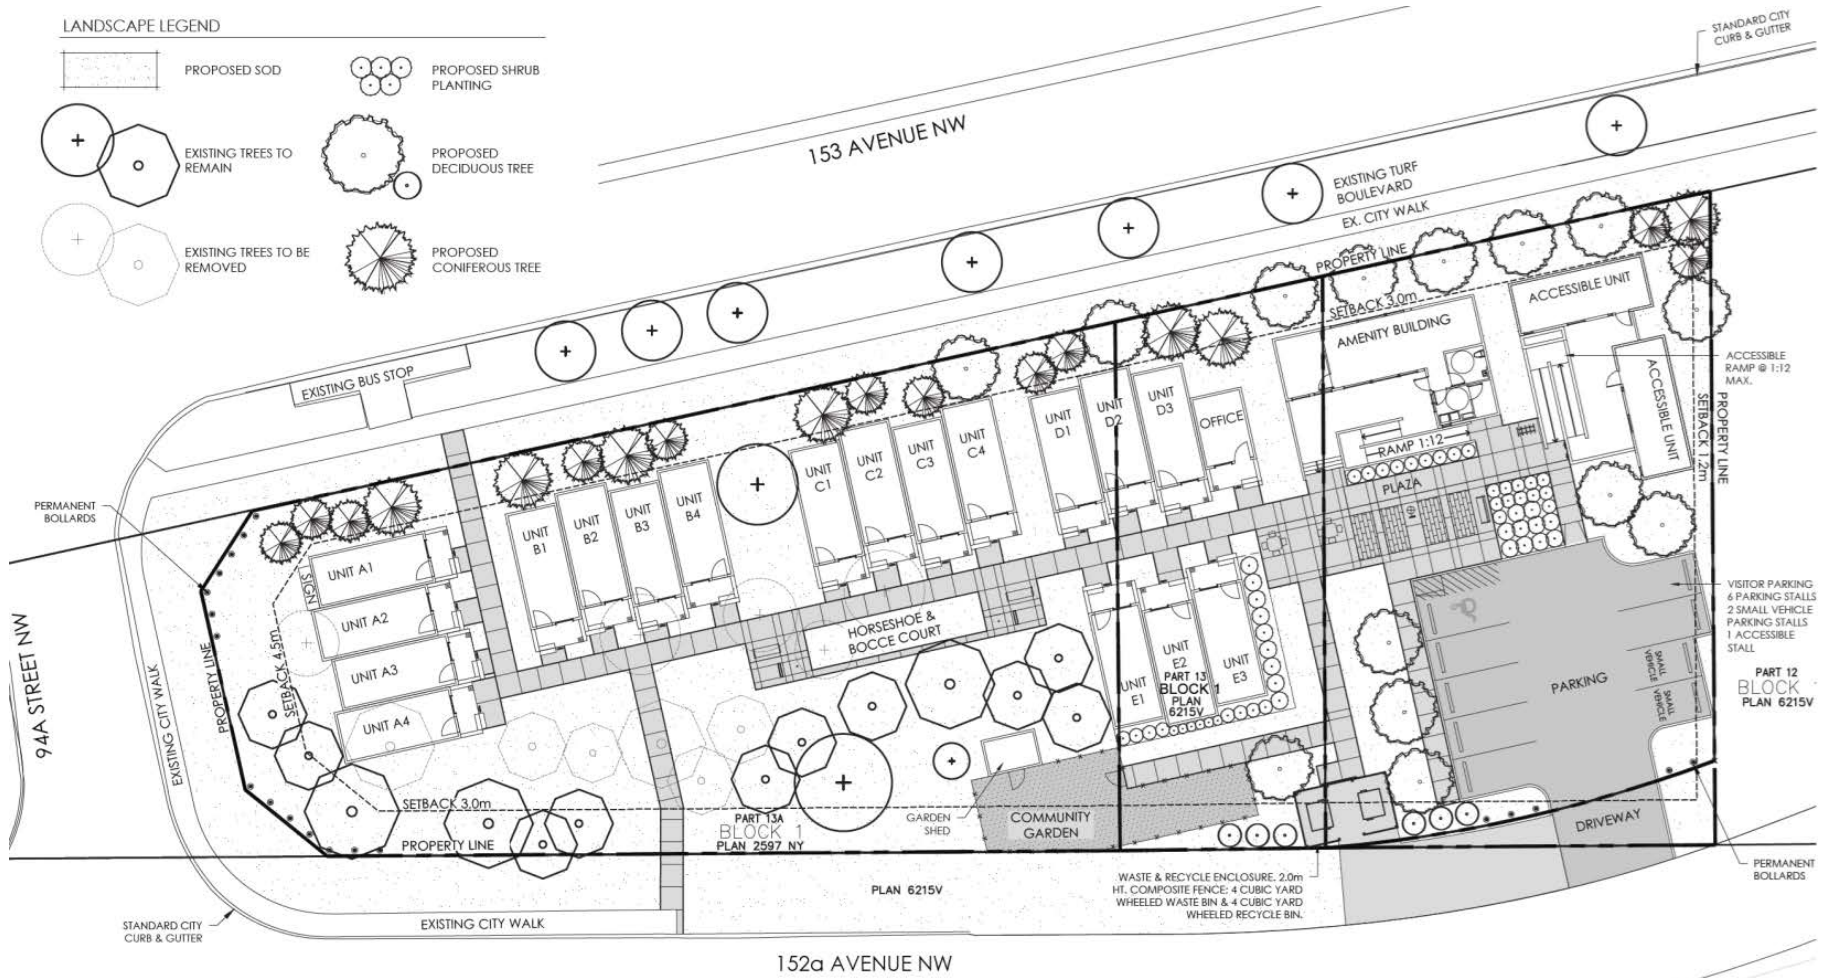 LANDSCAPE LEGEND
PROPOSED SOD
PROPOSED SHRUB
PLANTING
EXISTING TREES TO
REMAIN
PROPOSED
DECIDUOUS TREE
EXISTING TREES TO BE
REMOVED
PROPOSED
CONIFEROUS TREE
STANDARD CITY
CURB & GUTTER
153 AVENUE NW
EXISTING TURF
BOULEVARD
EX. CITY WALK
PROPERTY LINE
SETBACK 3.0m
EXISTING BUS STOP
AMENITY BUILDING
ACCESSIBLE UNIT
ACCESSIBLE UNIT
ACCESSIBLE
RAMP @ 1:12
MAX.
PROPERTY LINE
SETBACK 1.2m
RAMP 1:12
PLAZA
OFFICE
UNIT
D3
UNIT
D2
UNIT
D1
UNIT
C4
UNIT
C3
UNIT
C2
UNIT
C1
UNIT
B4
UNIT
B3
UNIT
B2
UNIT
B1
PERMANENT
BOLLARDS
SIGN
UNIT A1
UNIT A2
UNIT A3
UNIT A4
SETBACK 4.5m
PROPERTY LINE
EXISTING CITY WALK
94A STREET NW
HORSESHOE &
BOCCE COURT
UNIT
E1
UNIT
E2
UNIT
E3
PART 13
BLOCK 1
PLAN
6215V
VISITOR PARKING
6 PARKING STALLS
2 SMALL VEHICLE
PARKING STALLS
1 ACCESSIBLE
STALL
PARKING
SMALL
VEHICLE
SMALL
VEHICLE
PART 12
BLOCK
PLAN 6215V
SETBACK 3.0m
PROPERTY LINE
PART 13A
BLOCK 1
PLAN 2597 NY
GARDEN
SHED
COMMUNITY
GARDEN
DRIVEWAY
PERMANENT
BOLLARDS
WASTE & RECYCLE ENCLOSURE. 2.0m
HT. COMPOSITE FENCE; 4 CUBIC YARD
WHEELED WASTE BIN & 4 CUBIC YARD
WHEELED RECYCLE BIN.
PLAN 6215V
STANDARD CITY
CURB & GUTTER
EXISTING CITY WALK
152a AVENUE NW